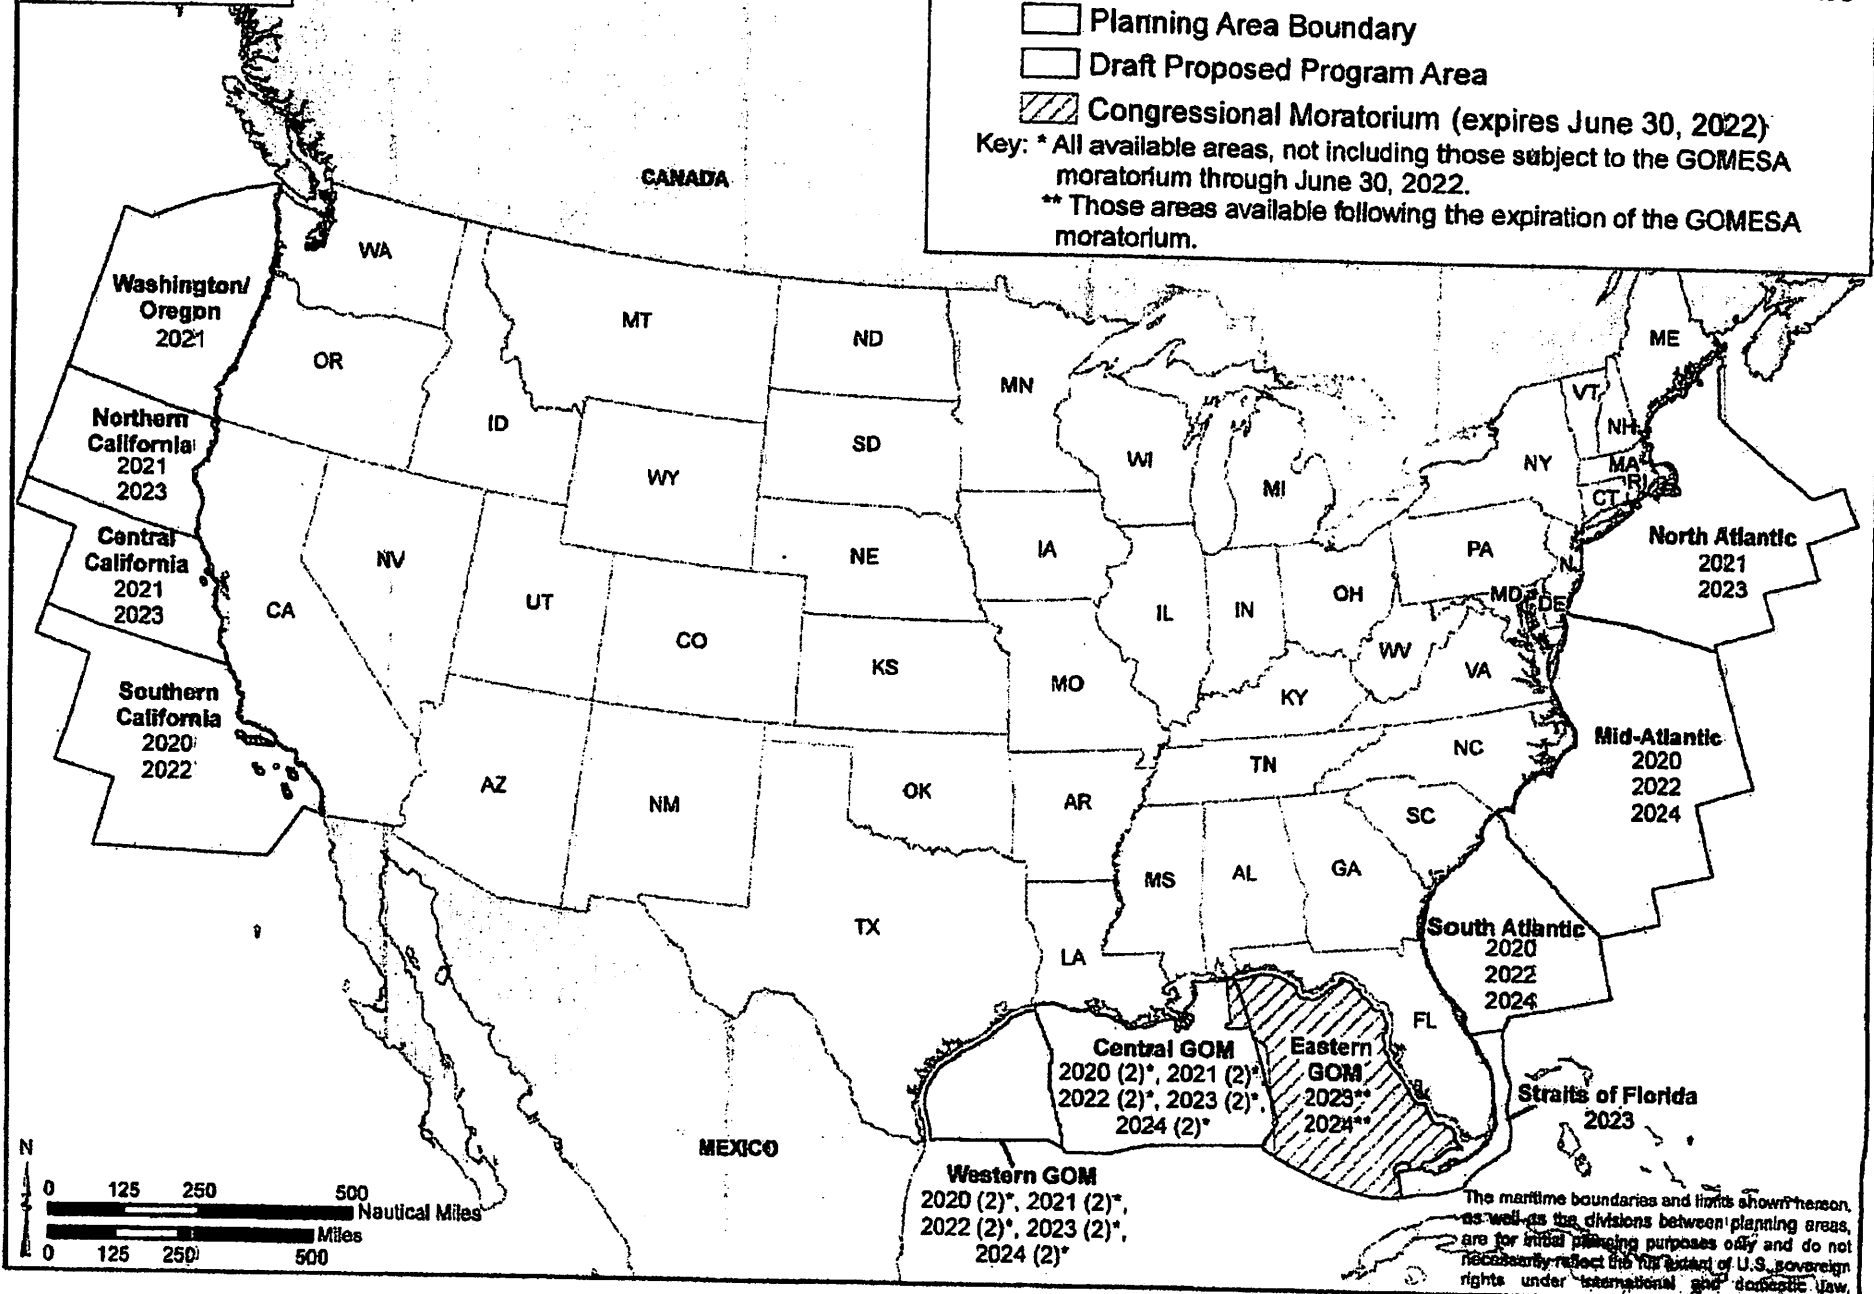 Planning Area Boundary
Draft Proposed Program Area
Congressional Moratorium (expires June 30, 2022)
Key: * All available areas, not including those subject to the GOMESA
moratorium through June 30, 2022.
** Those areas available following the expiration of the GOMESA
moratorium.
CANADA
WA
Washington/
Oregon
2021
MT
ND
ME
OR
MN
VT
Northern
California
2021
2023
ID
SD
NH
WI
NY
MA
WY
MI
RI
CT
Central
California
2021
2023
NV
NE
IA
PA
North Atlantic
2021
2023
CA
UT
IL
IN
OH
MD
DE
CO
WV
KS
VA
MO
KY
Southern
California
2020
2022
NC
Mid-Atlantic
2020
2022
2024
AZ
TN
OK
NM
AR
SC
MS
AL
GA
TX
South Atlantic
2020
2022
2024
LA
FL
Central GOM
2020 (2)*, 2021 (2)*,
2022 (2)*, 2023 (2)*,
2024 (2)*
Eastern
GOM
2023**
2024**
Straits of Florida
2023
MEXICO
Western GOM
2020 (2)*, 2021 (2)*,
2022 (2)*, 2023 (2)*,
2024 (2)*
N
0 125 250 500
Nautical Miles
Miles
0 125 250 500
The maritime boundaries and limits shown hereon,
as well as the divisions between planning areas,
are for initial planning purposes only and do not
necessarily reflect the full extent of U.S. sovereign
rights under international and domestic law.